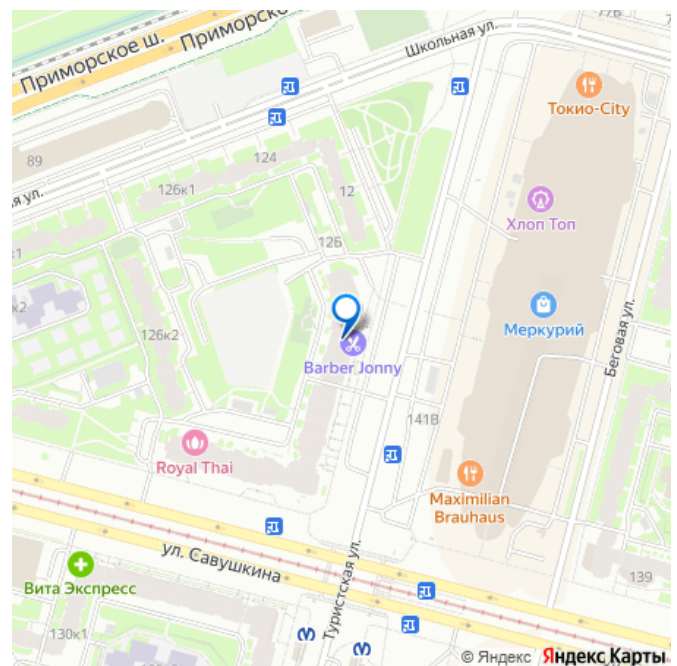 77В
Школьная ул.
Приморское ш.
Приморско
Токио-City
89
124
126к1
12
Хлоп Топ
я ул.
12Б
к1
к2
126к2
Меркурий
Беговая ул.
Barber Jonny
141В
Royal Thai
Maximilian
Brauhaus
ул. Савушкина
Вита Экспресс
Туристская ул.
139
130к1
© Яндекс Яндекс Карты